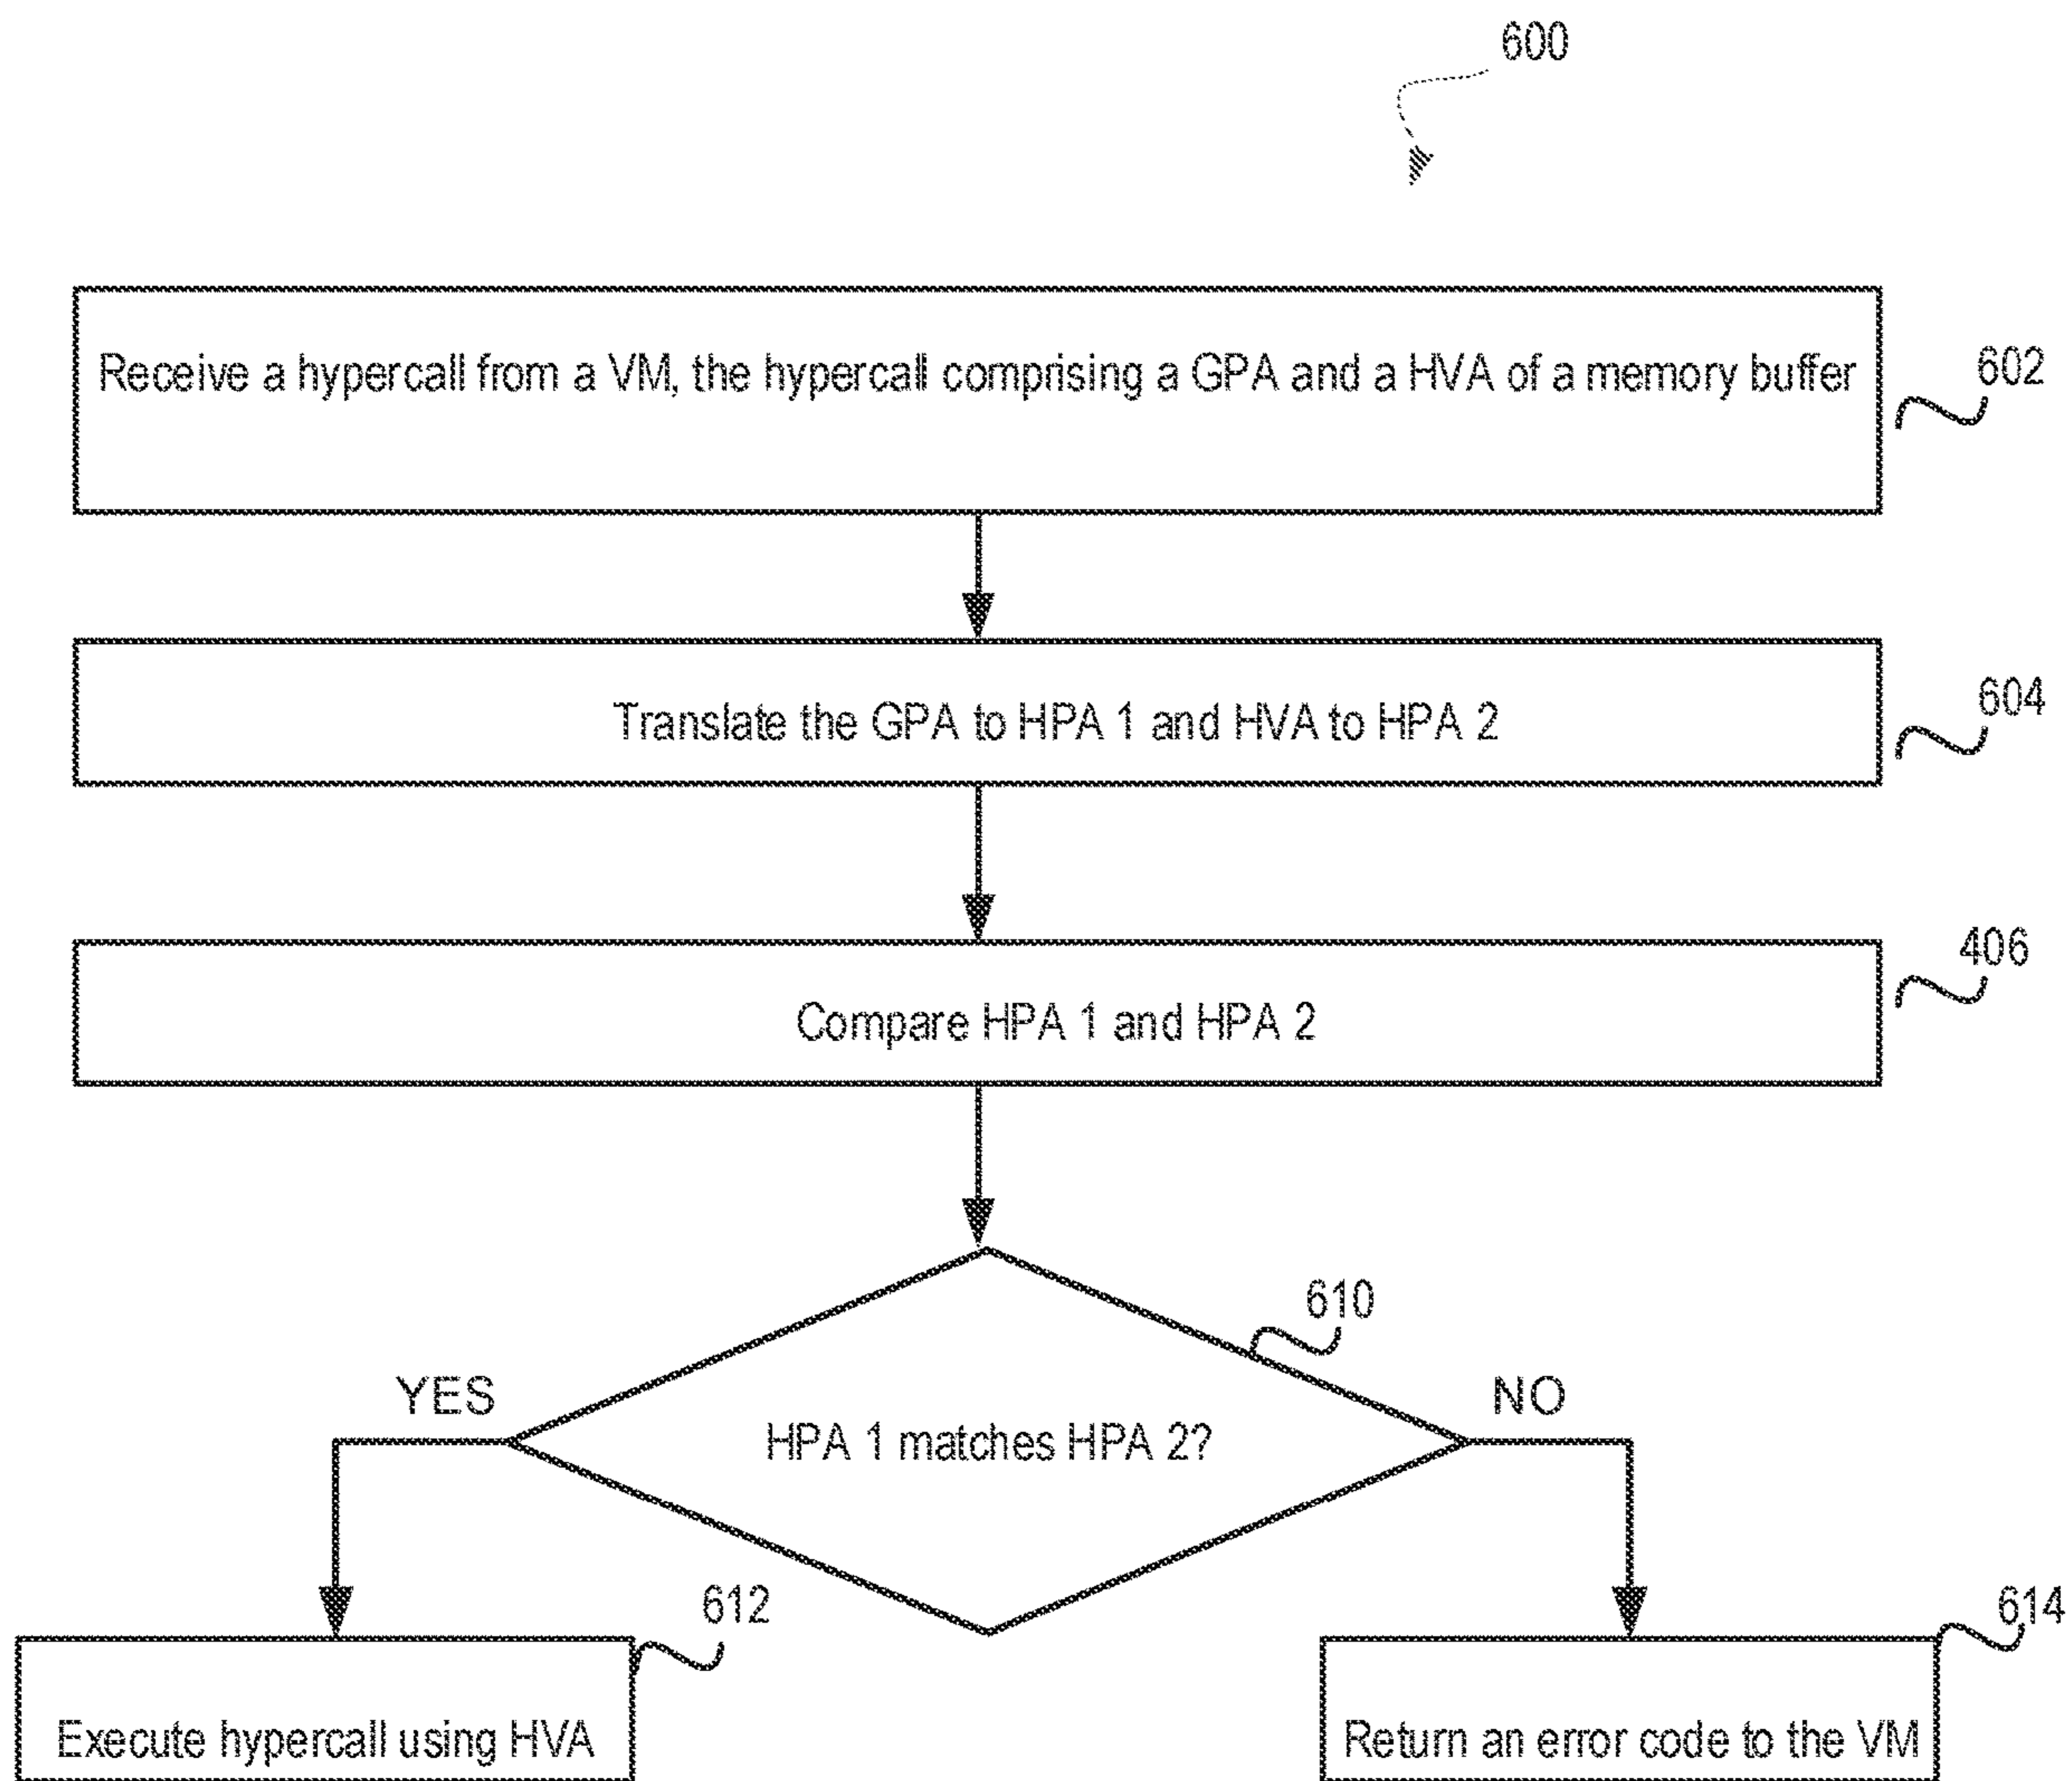 600
Receive a hypercall from a VM, the hypercall comprising a GPA and a HVA of a memory buffer
602
Translate the GPA to HPA 1 and HVA to HPA 2
604
Compare HPA 1 and HPA 2
406
610
YES
NO
HPA 1 matches HPA 2?
612
614
Execute hypercall using HVA
Return an error code to the VM